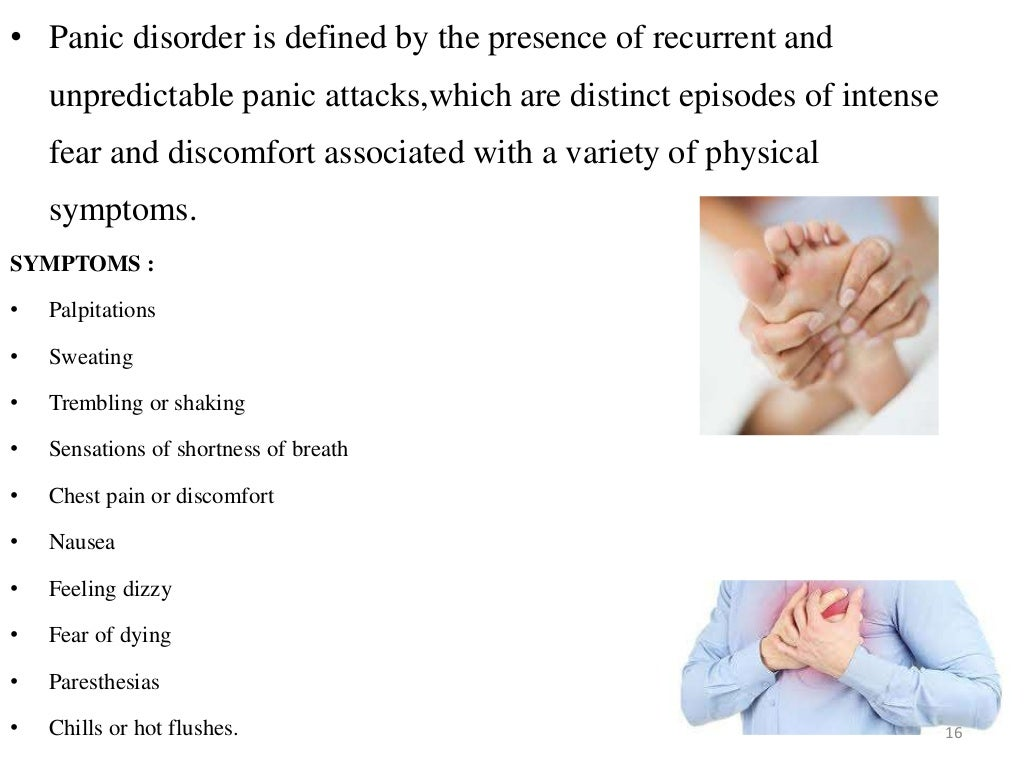 • Panic disorder is defined by the presence of recurrent and
unpredictable panic attacks,which are distinct episodes of intense
fear and discomfort associated with a variety of physical
symptoms.
SYMPTOMS :
• Palpitations
• Sweating
• Trembling or shaking
• Sensations of shortness of breath
• Chest pain or discomfort
• Nausea
• Feeling dizzy
• Fear of dying
• Paresthesias
• Chills or hot flushes.
16